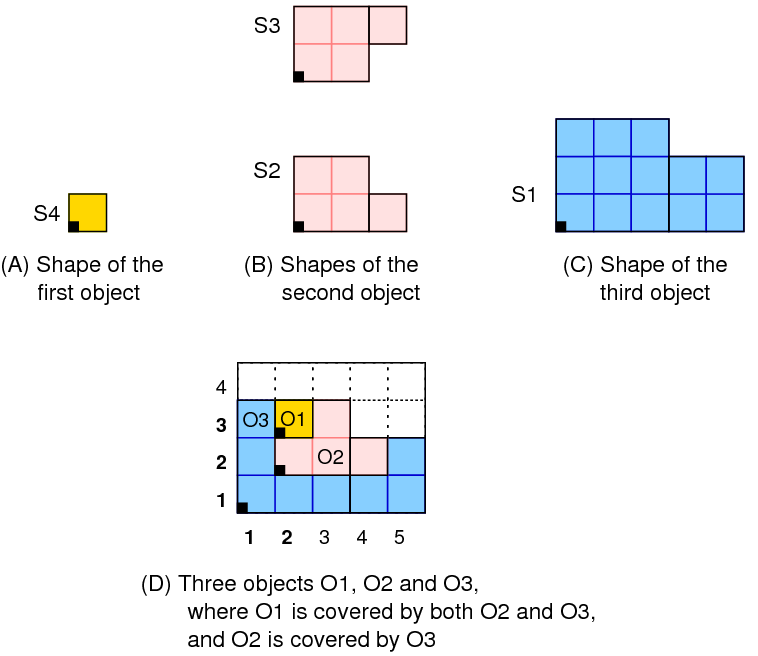 S3
S2
S4
S1
(A) Shape of the
first object
(B) Shapes of the
second object
(C) Shape of the
third object
4
3
O3 O1
2
O2
1
1 2 3 4 5
(D) Three objects O1, O2 and O3,
where O1 is covered by both O2 and O3,
and O2 is covered by O3